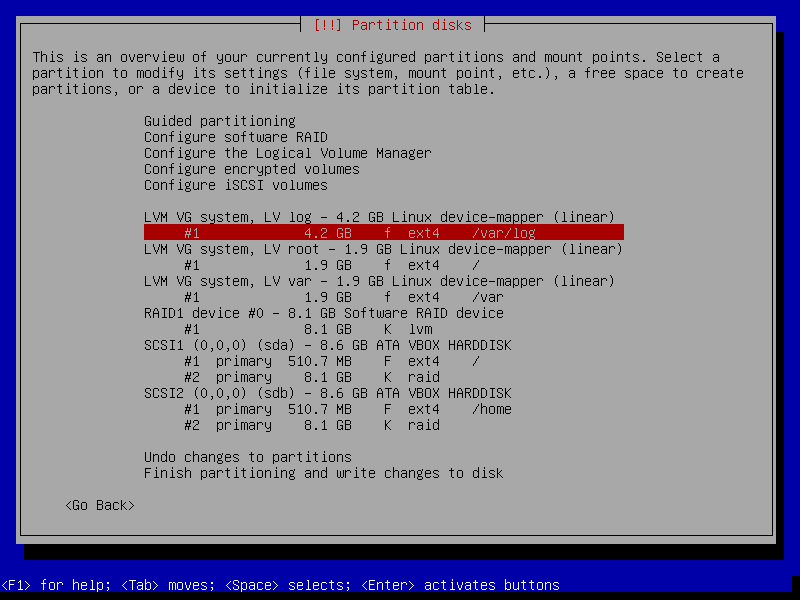 [!!] Partition disks
This is an overview of your currently configured partitions and mount points. Select a
partition to modify its settings (file system, mount point, etc.), a free space to create
partitions, or a device to initialize its partition table.
Guided partitioning
Configure software RAID
Configure the Logical Volume Manager
Configure encrypted volumes
Configure iSCSI volumes
LVM VG system, LV log - 4.2 GB Linux device-mapper (linear)
#1 4.2 GB f ext4 /var/log
LVM VG system, LV root - 1.9 GB Linux device-mapper (linear)
#1 1.9 GB f ext4 /
LVM VG system, LV var - 1.9 GB Linux device-mapper (linear)
#1 1.9 GB f ext4 /var
RAID1 device #0 - 8.1 GB Software RAID device
#1 8.1 GB K lvm
SCSI1 (0,0,0) (sda) - 8.6 GB ATA VBOX HARDDISK
#1 primary 510.7 MB F ext4 /
#2 primary 8.1 GB K raid
SCSI2 (0,0,0) (sdb) - 8.6 GB ATA VBOX HARDDISK
#1 primary 510.7 MB F ext4 /home
#2 primary 8.1 GB K raid
Undo changes to partitions
Finish partitioning and write changes to disk
<Go Back>
<F1> for help; <Tab> moves; <Space> selects; <Enter> activates buttons